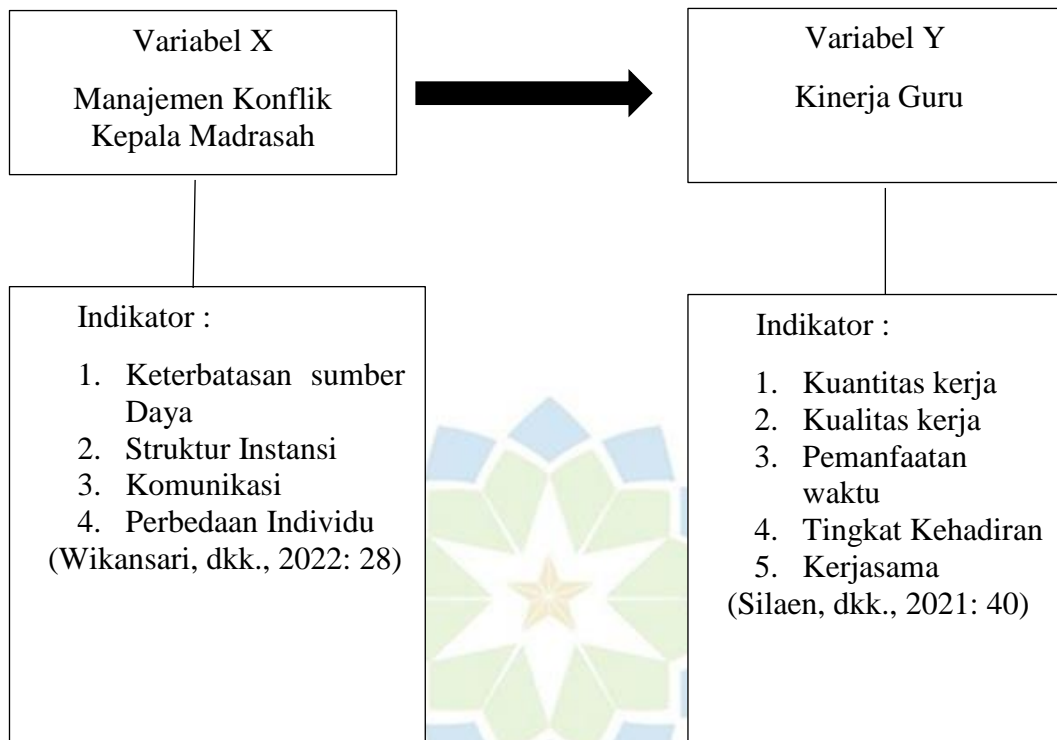 Variabel X
Manajemen Konflik
Kepala Madrasah
Variabel Y
Kinerja Guru
Indikator :
1. Keterbatasan sumber
Daya
2. Struktur Instansi
3. Komunikasi
4. Perbedaan Individu
(Wikansari, dkk., 2022: 28)
Indikator :
1. Kuantitas kerja
2. Kualitas kerja
3. Pemanfaatan
waktu
4. Tingkat Kehadiran
5. Kerjasama
(Silaen, dkk., 2021: 40)